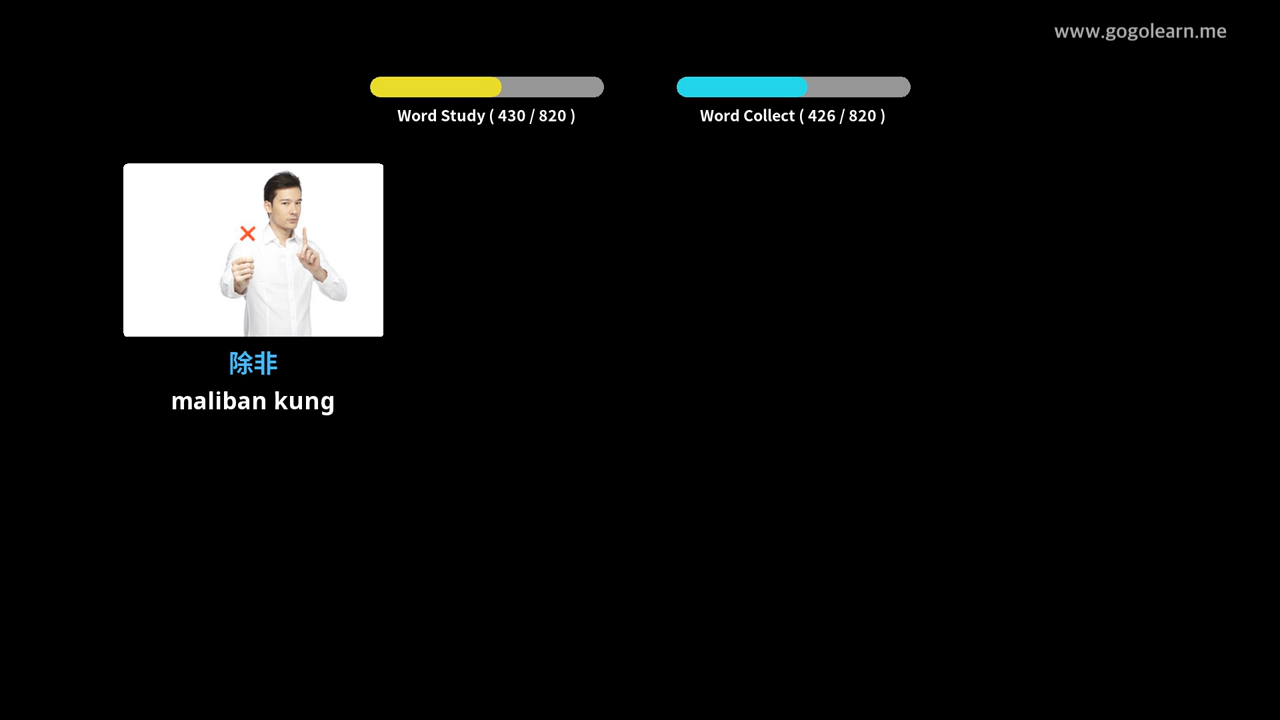 www.gogolearn.me
Word Study ( 430 / 820 )
Word Collect ( 426 / 820 )
除非
maliban kung